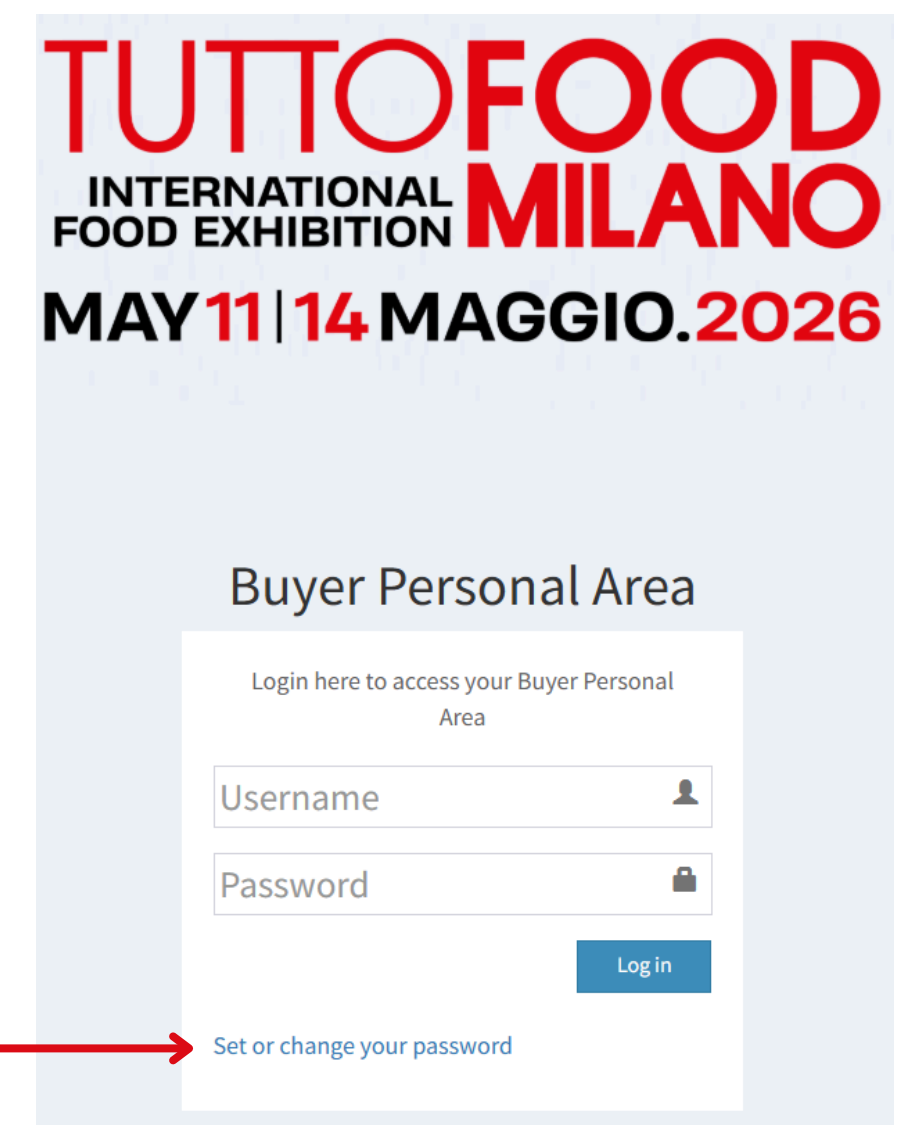 TUTTOFOOD
INTERNATIONAL
FOOD EXHIBITION
MILANO
MAY 11|14 MAGGIO.2026
Buyer Personal Area
Login here to access your Buyer Personal
Area
Username
Password
Log in
Set or change your password